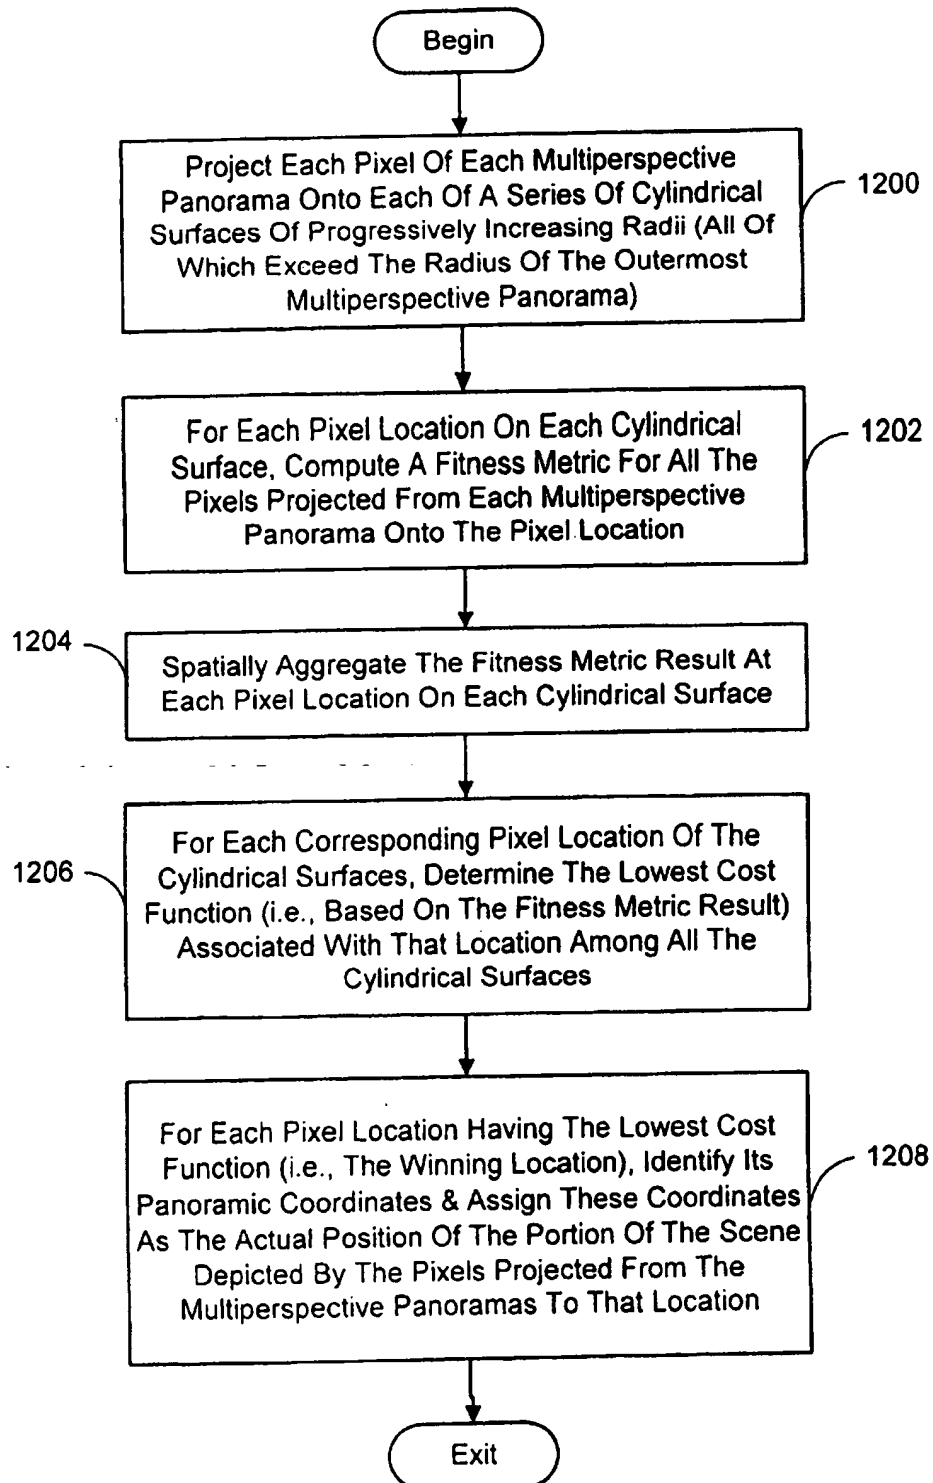 Begin
Project Each Pixel Of Each Multiperspective
Panorama Onto Each Of A Series Of Cylindrical
Surfaces Of Progressively Increasing Radii (All Of
Which Exceed The Radius Of The Outermost
Multiperspective Panorama)
1200
For Each Pixel Location On Each Cylindrical
Surface, Compute A Fitness Metric For All The
Pixels Projected From Each Multiperspective
Panorama Onto The Pixel Location
1202
1204
Spatially Aggregate The Fitness Metric Result At
Each Pixel Location On Each Cylindrical Surface
1206
For Each Corresponding Pixel Location Of The
Cylindrical Surfaces, Determine The Lowest Cost
Function (i.e., Based On The Fitness Metric Result)
Associated With That Location Among All The
Cylindrical Surfaces
For Each Pixel Location Having The Lowest Cost
Function (i.e., The Winning Location), Identify Its
Panoramic Coordinates & Assign These Coordinates
As The Actual Position Of The Portion Of The Scene
Depicted By The Pixels Projected From The
Multiperspective Panoramas To That Location
1208
Exit